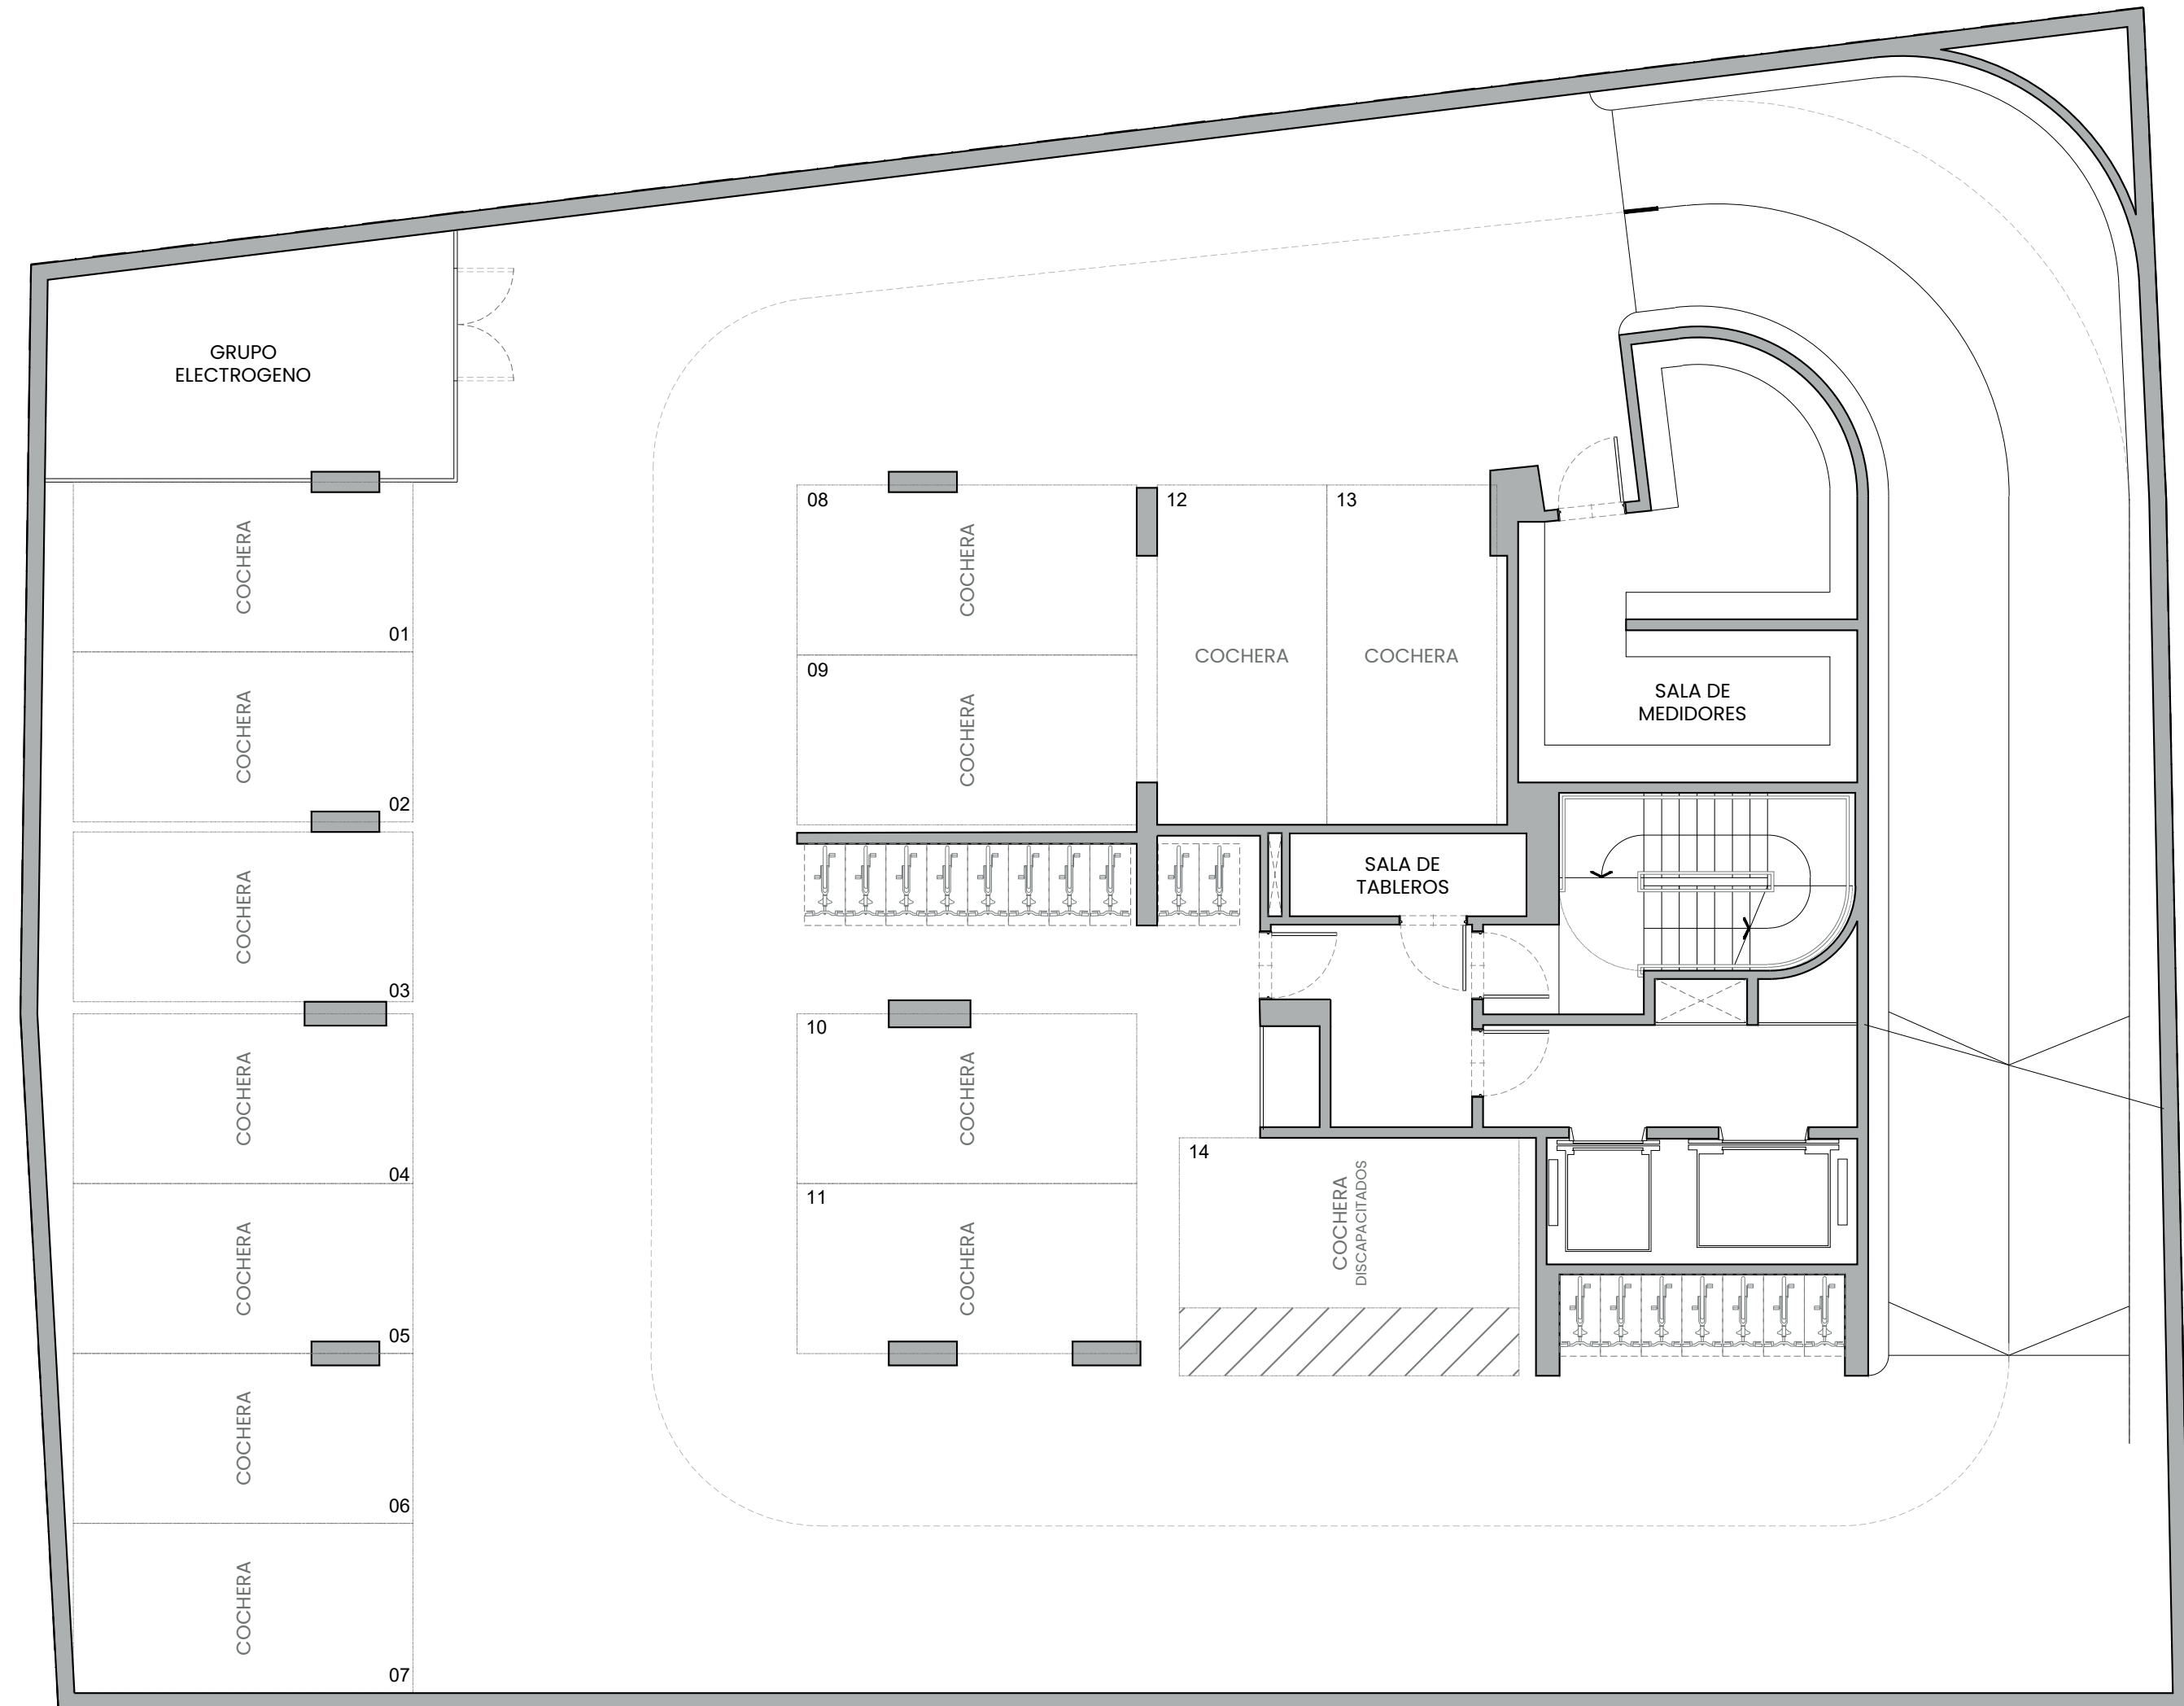 GRUPO
ELECTROGENO
COCHERA
01
COCHERA
02
COCHERA
03
COCHERA
04
COCHERA
05
COCHERA
06
COCHERA
07
08
COCHERA
09
COCHERA
10
COCHERA
11
COCHERA
12
COCHERA
13
COCHERA
SALA DE
MEDIDORES
SALA DE
TABLEROS
14
COCHERA
DISCAPACITADOS